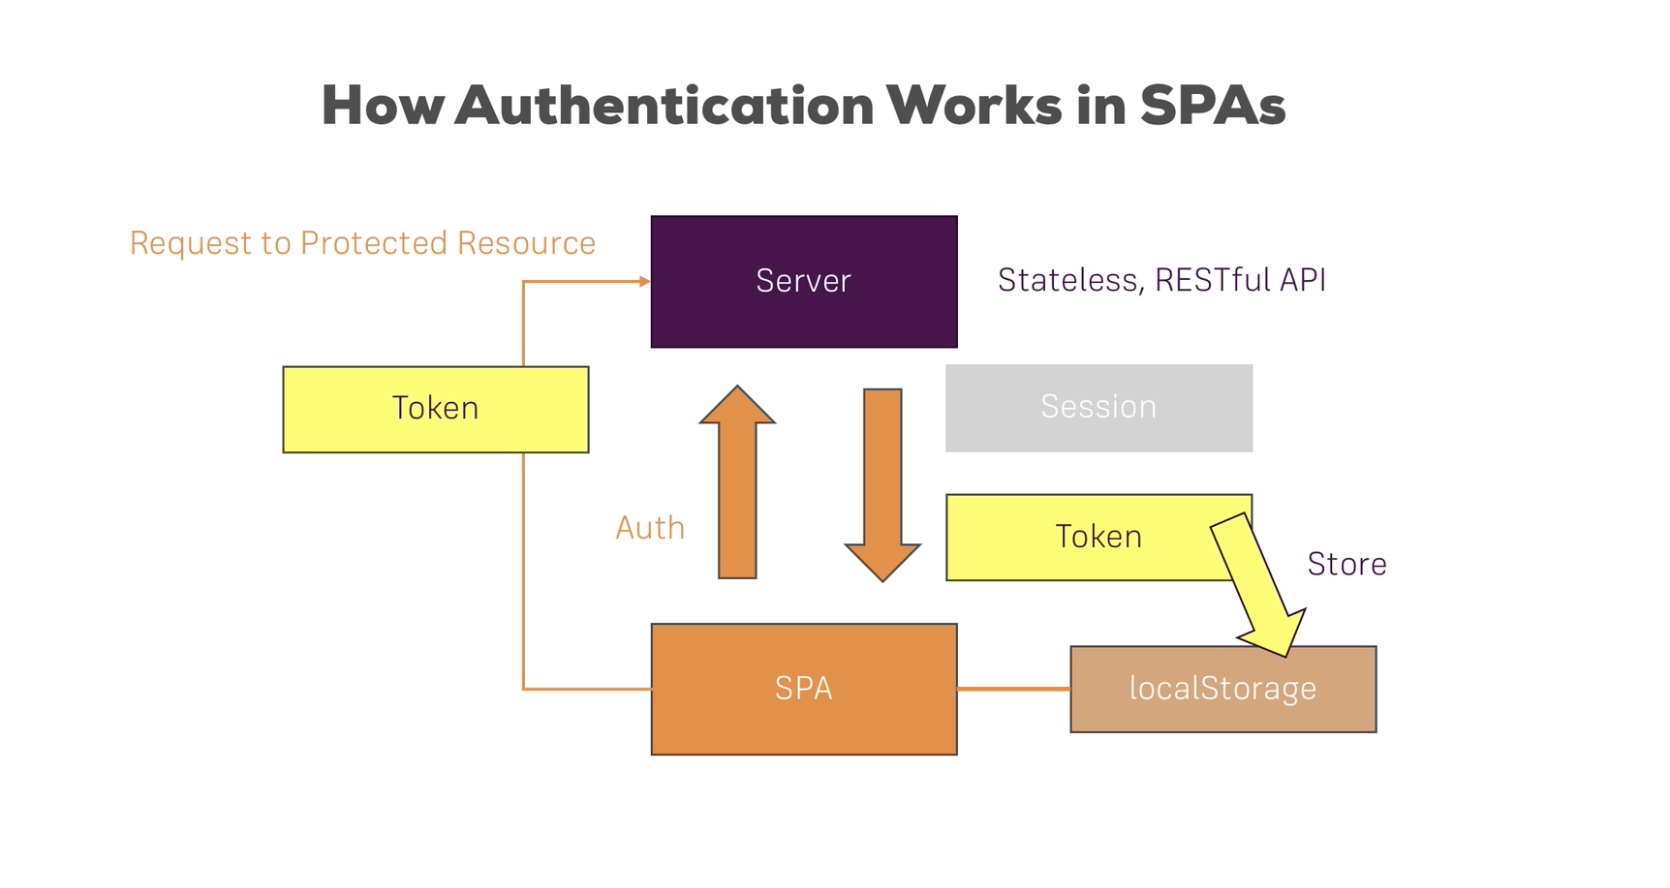 How Authentication Works in SPAs
Request to Protected Resource
Server
Stateless, RESTful API
Token
Session
Auth
Token
Store
SPA
localStorage